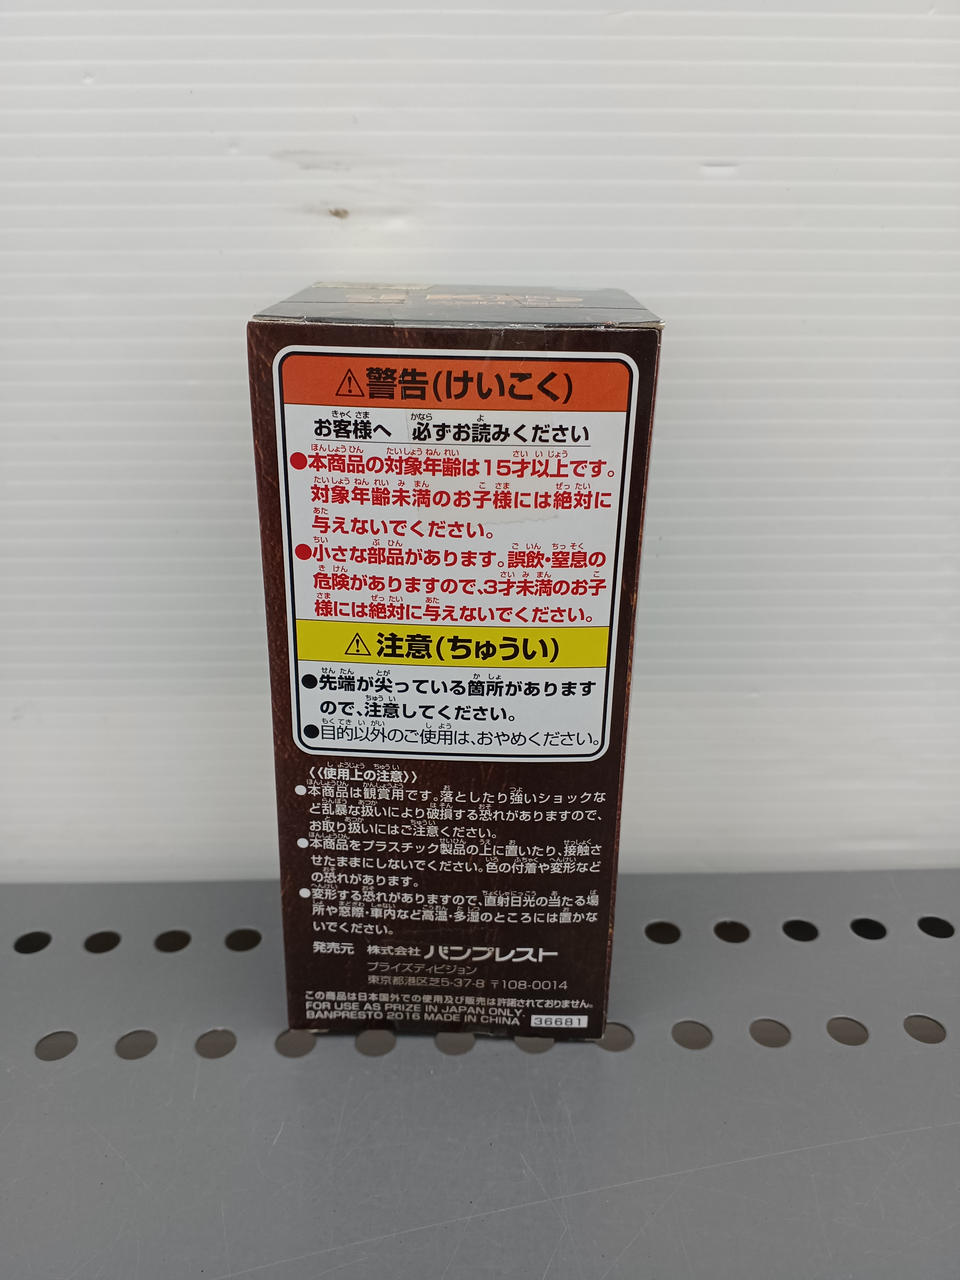 ⚠警告(けいこく)
お客様へ 必ずお読みください
●本商品の対象年齢は15才以上です。
対象年齢未満のお子様には絶対に
与えないでください。
●小さな部品があります。誤飲・窒息の
危険がありますので、3才未満のお子
様には絶対に与えないでください。
⚠注意(ちゅうい)
●先端が尖っている箇所があります
ので、注意してください。
●目的以外のご使用は、おやめください。
《使用上の注意》
●本商品は観賞用です。落としたり強いショックな
ど乱暴な扱いにより破損する恐れがありますので、
お取り扱いにはご注意ください。
●本商品をプラスチック製品の上に置いたり、接触さ
せたままにしないでください。色の付着や変形など
の恐れがあります。
●変形する恐れがありますので、直射日光の当たる場
所や窓際・車内など高温・多湿のところには置かな
いでください。
発売元 株式会社 バンプレスト
プライズディビジョン
東京都港区芝5-37-8 〒108-0014
この商品は日本国外での使用及び販売は許諾されておりません。
FOR USE AS PRIZE IN JAPAN ONLY.
BANPRESTO 2016 MADE IN CHINA 36681